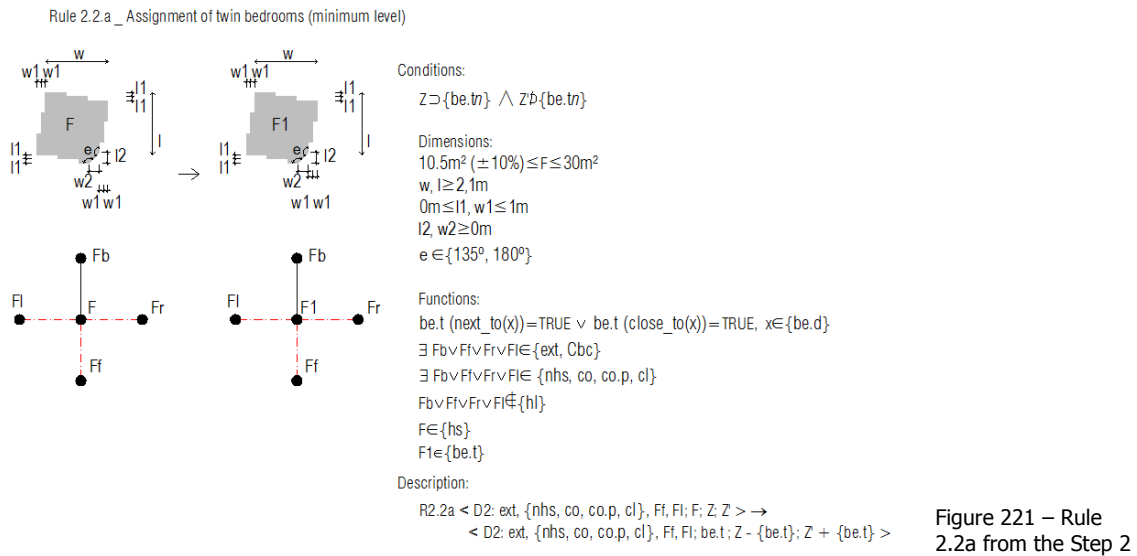 Rule 2.2.a _ Assignment of twin bedrooms (minimum level)
w
w1 w1
l1
l1
F
l
l1
l1
e
l2
w2
w1 w1
→
w
w1 w1
l1
l1
F1
l
l1
l1
e
l2
w2
w1 w1
Fb
Fl
F
Fr
Ff
Fb
Fl
F1
Fr
Ff
Conditions:
Z⊃{be.tn} ∧ Z'⊅{be.tn}
Dimensions:
10.5m² (±10%)≤F≤30m²
w, l≥2,1m
0m≤l1, w1≤1m
l2, w2≥0m
e ∈{135º, 180º}
Functions:
be.t (next_to(x))=TRUE ∨ be.t (close_to(x))=TRUE, x∈{be.d}
∃ Fb∨Ff∨Fr∨Fl∈{ext, Cbc}
∃ Fb∨Ff∨Fr∨Fl∈ {nhs, co, co.p, cl}
Fb∨Ff∨Fr∨Fl∉{hl}
F∈{hs}
F1∈{be.t}
Description:
R2.2a < D2: ext, {nhs, co, co.p, cl}, Ff, Fl; F; Z; Z' > →
< D2: ext, {nhs, co, co.p, cl}, Ff, Fl; be.t ; Z - {be.t}; Z' + {be.t} >
Figure 221 – Rule
2.2a from the Step 2